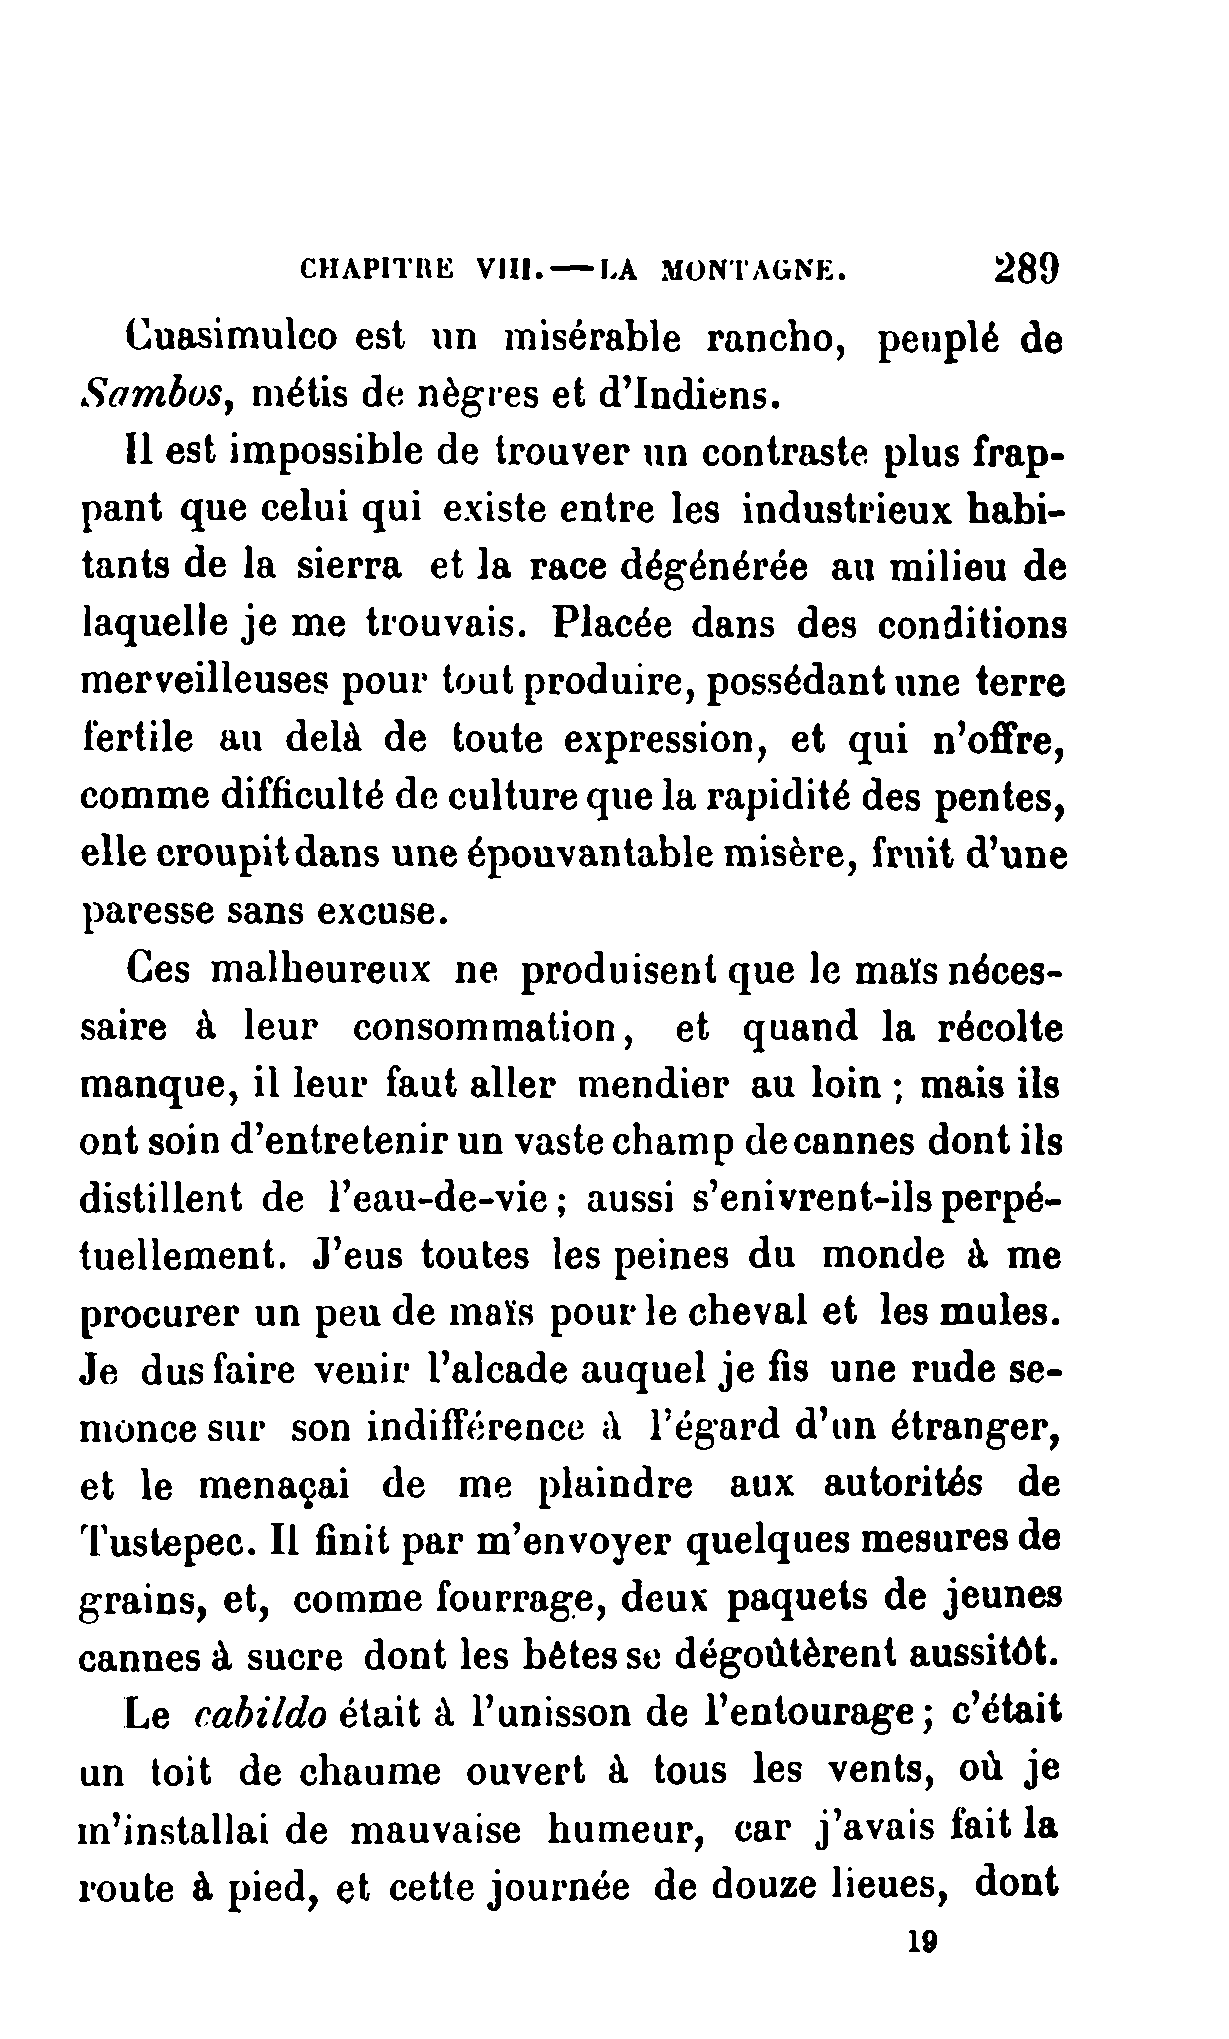 CHAPITRE VIII.—LA MONTAGNE. 289
Cuasimulco est un misérable rancho, peuplé de
Sambos, métis de nègres et d'Indiens.
Il est impossible de trouver un contraste plus frap-
pant que celui qui existe entre les industrieux habi-
tants de la sierra et la race dégénérée au milieu de
laquelle je me trouvais. Placée dans des conditions
merveilleuses pour tout produire, possédant une terre
fertile au delà de toute expression, et qui n'offre,
comme difficulté de culture que la rapidité des pentes,
elle croupit dans une épouvantable misère, fruit d'une
paresse sans excuse.
Ces malheureux ne produisent que le maïs néces-
saire à leur consommation, et quand la récolte
manque, il leur faut aller mendier au loin ; mais ils
ont soin d'entretenir un vaste champ de cannes dont ils
distillent de l'eau-de-vie ; aussi s'enivrent-ils perpé-
tuellement. J'eus toutes les peines du monde à me
procurer un peu de maïs pour le cheval et les mules.
Je dus faire venir l'alcade auquel je fis une rude se-
monce sur son indifférence à l'égard d'un étranger,
et le menaçai de me plaindre aux autorités de
Tustepec. Il finit par m'envoyer quelques mesures de
grains, et, comme fourrage, deux paquets de jeunes
cannes à sucre dont les bêtes se dégoûtèrent aussitôt.
Le cabildo était à l'unisson de l'entourage ; c'était
un toit de chaume ouvert à tous les vents, où je
m'installai de mauvaise humeur, car j'avais fait la
route à pied, et cette journée de douze lieues, dont
19